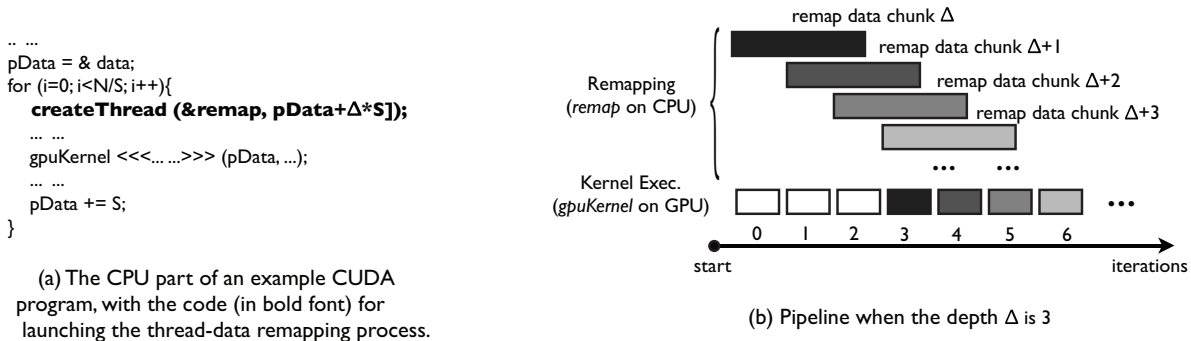 .. ...
pData = & data;
for (i=0; i<N/S; i++){
createThread (&remap, pData+Δ*S]);
... ...
gpuKernel <<<... ...>>> (pData, ...);
... ...
pData += S;
}
(a) The CPU part of an example CUDA
program, with the code (in bold font) for
launching the thread-data remapping process.
remap data chunk Δ
remap data chunk Δ+1
remap data chunk Δ+2
remap data chunk Δ+3
Remapping
(remap on CPU)
... ...
Kernel Exec.
(gpuKernel on GPU)
...
0 1 2 3 4 5 6
start
iterations
(b) Pipeline when the depth Δ is 3